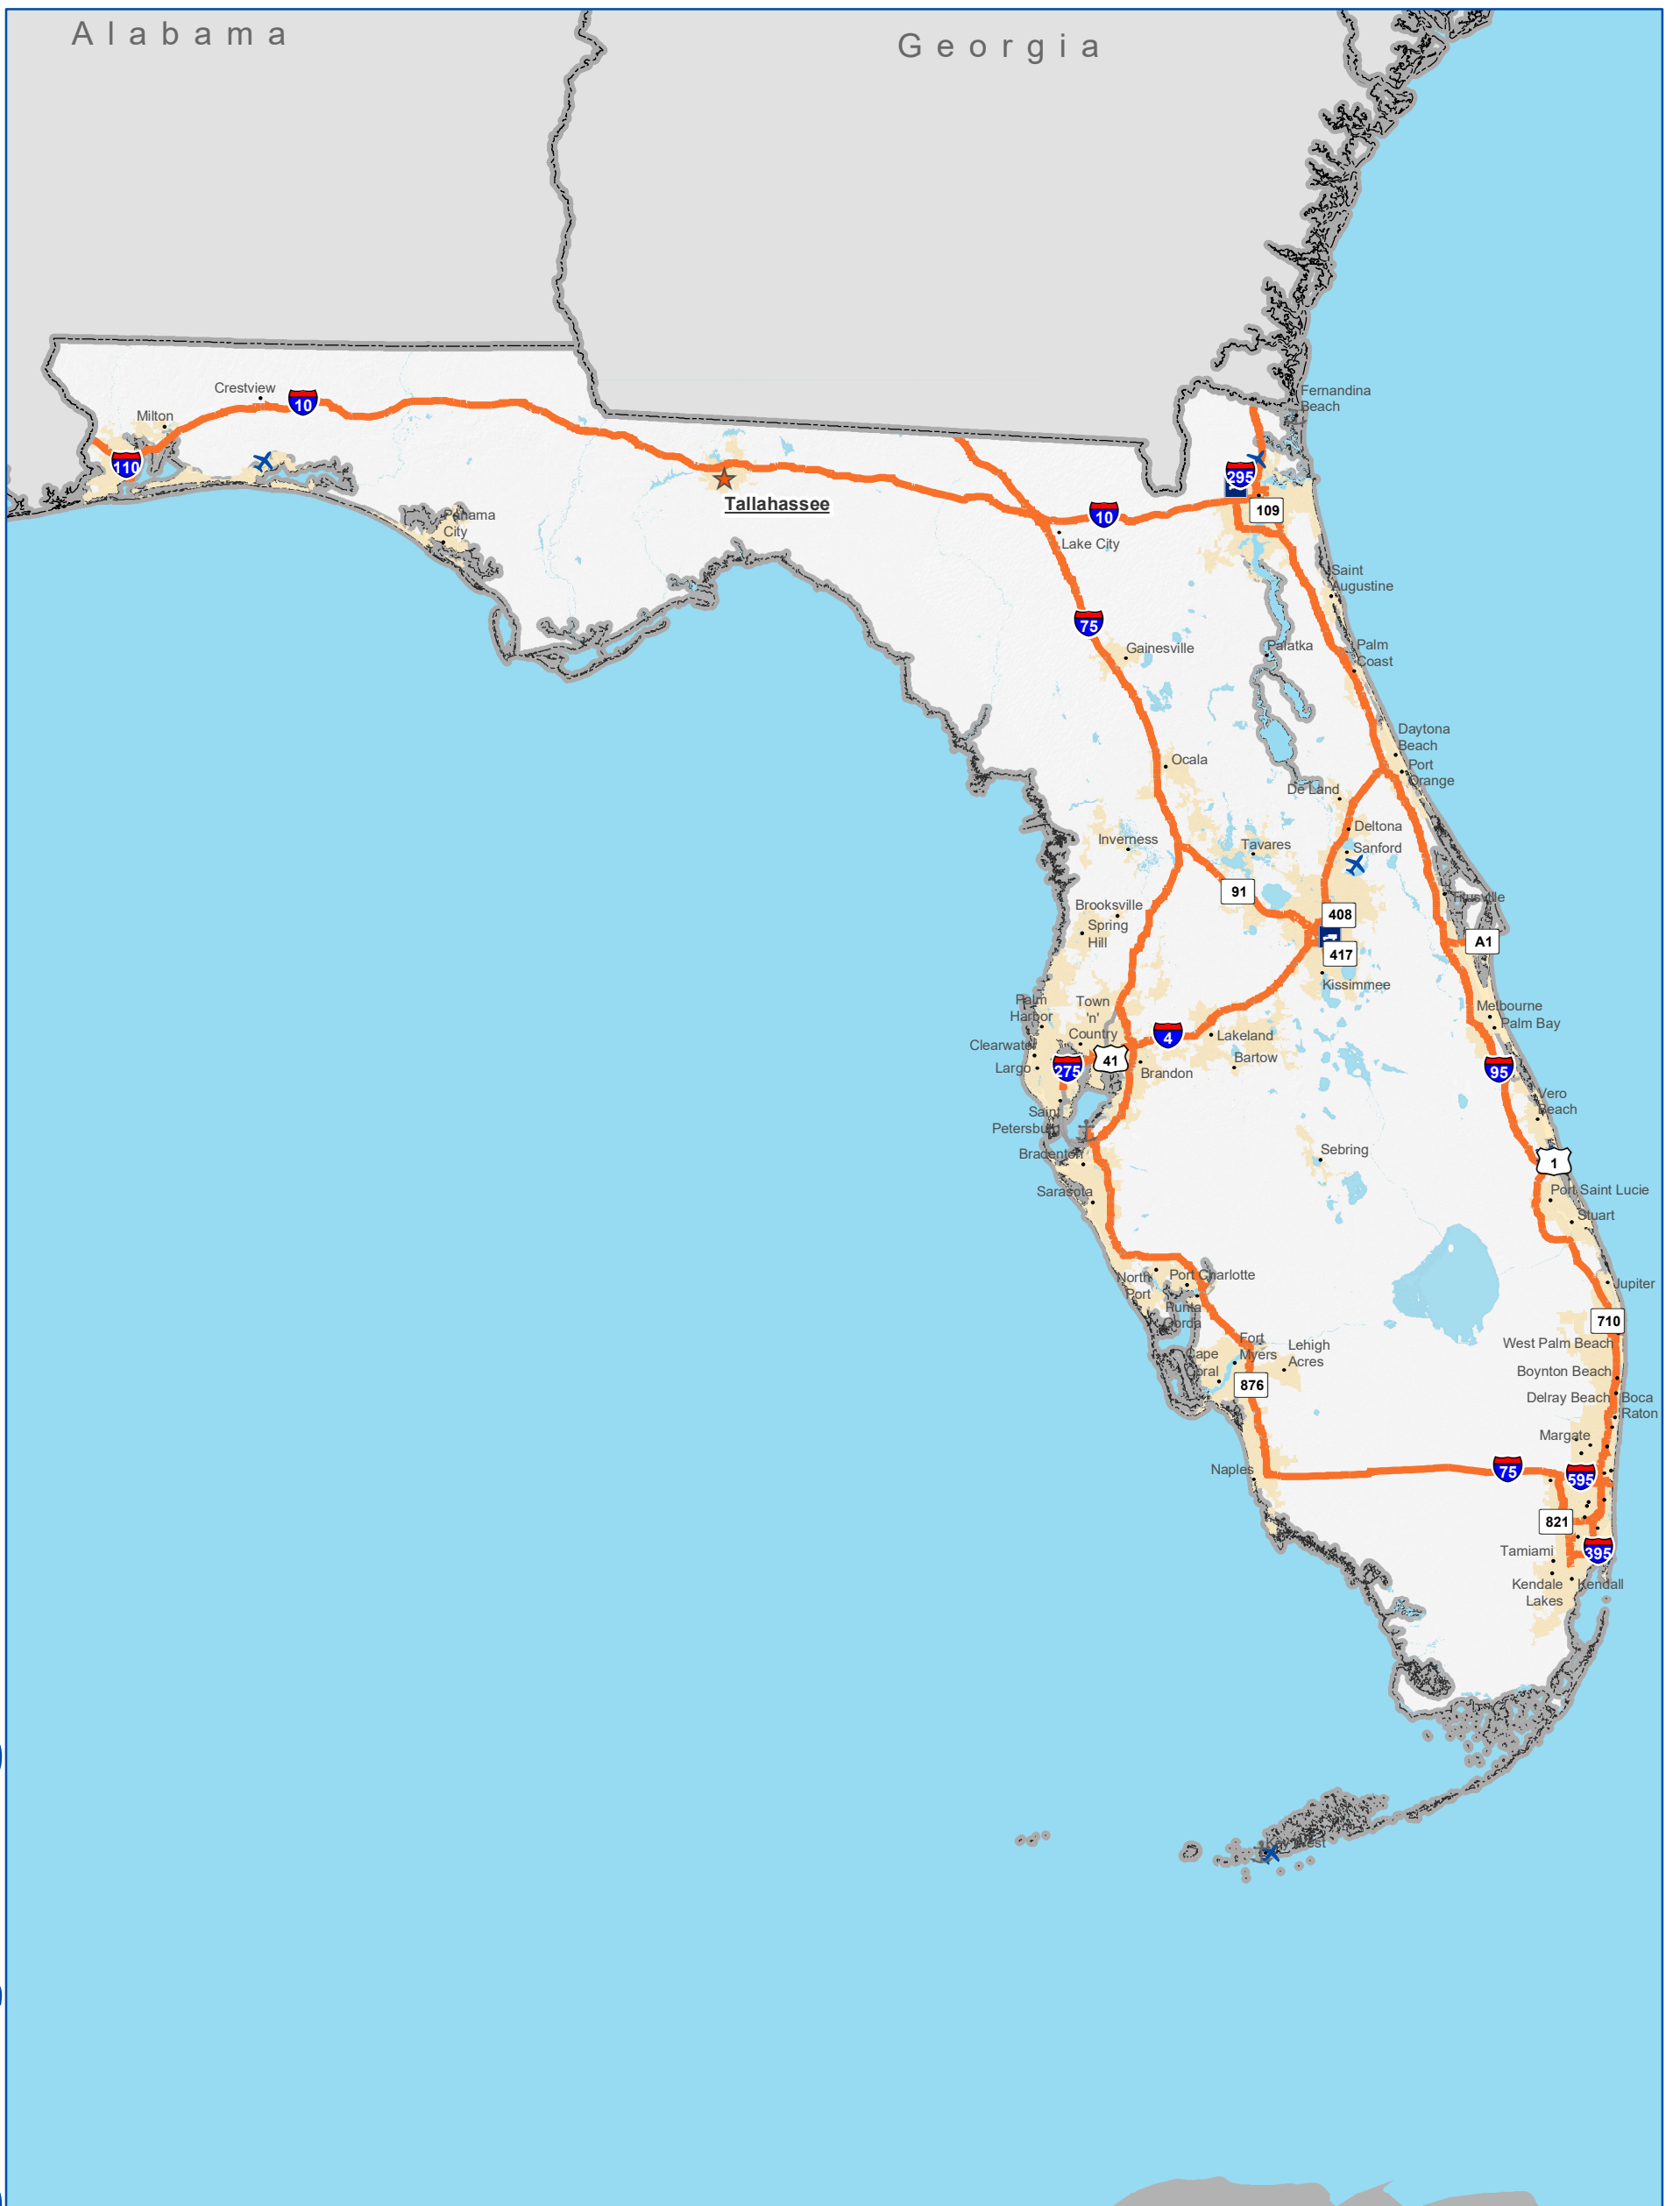 Alabama
Georgia
Crestview
10
Milton
110
Fernandina
Beach
295
109
Tallahassee
10
Panama
City
Lake City
Saint
Augustine
75
Gainesville
Palatka
Palm
Coast
Daytona
Beach
Port
Orange
Ocala
De Land
Deltona
Inverness
Tavares
Sanford
91
Titusville
Brooksville
408
Spring
Hill
A1
417
Kissimmee
Palm
Harbor
Town
'n'
Country
Melbourne
Palm Bay
4
Lakeland
Clearwater
41
Bartow
Largo
275
Brandon
95
Vero
Beach
Saint
Petersburg
Bradenton
Sebring
1
Sarasota
Port Saint Lucie
Stuart
North
Port
Port Charlotte
Jupiter
Punta
Gorda
710
Fort
Myers
Lehigh
Acres
West Palm Beach
Cape
Coral
876
Boynton Beach
Delray Beach
Boca
Raton
Margate
Naples
75
595
821
Tamiami
395
Kendale
Lakes
Kendall
Key West